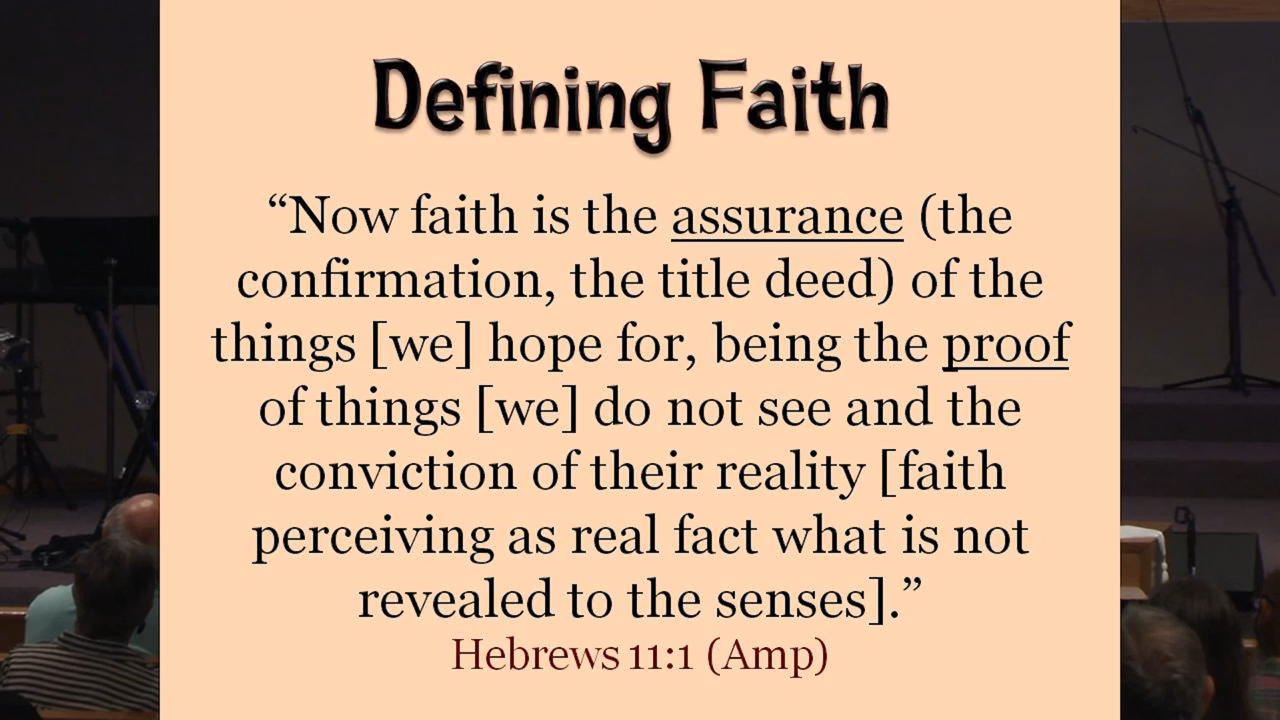 Defining Faith
“Now faith is the assurance (the
confirmation, the title deed) of the
things [we] hope for, being the proof
of things [we] do not see and the
conviction of their reality [faith
perceiving as real fact what is not
revealed to the senses].”
Hebrews 11:1 (Amp)